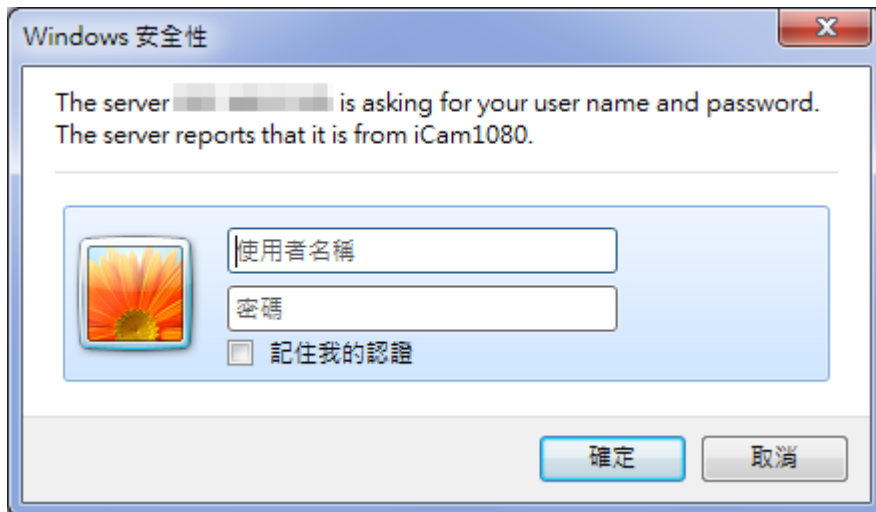 Windows 安全性
The server is asking for your user name and password.
The server reports that it is from iCam1080.
使用者名稱
密碼
記住我的認證
確定
取消